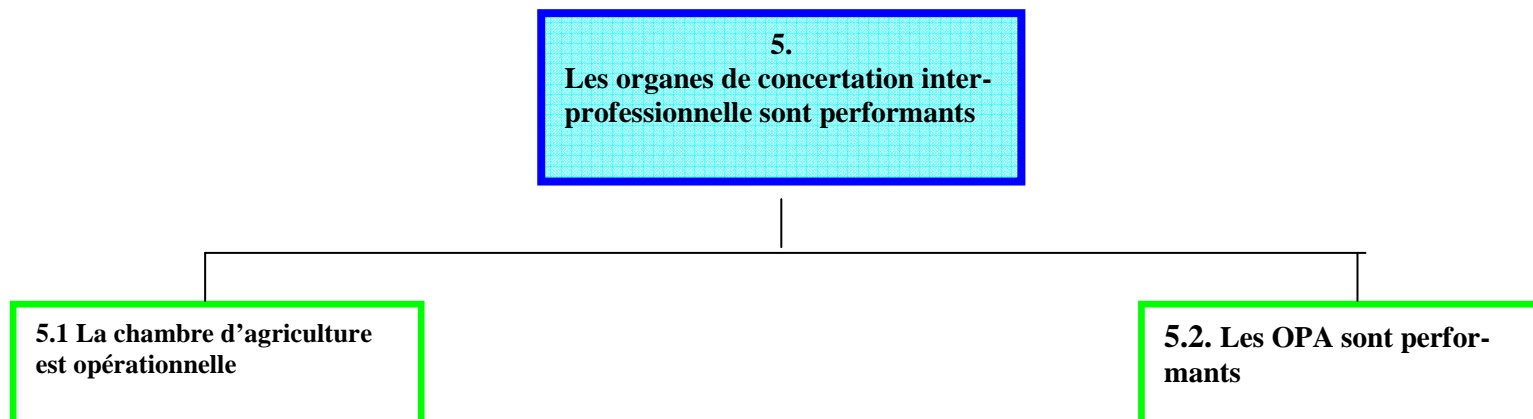 5.
Les organes de concertation inter-
professionnelle sont performants
5.1 La chambre d’agriculture
est opérationnelle
5.2. Les OPA sont perfor-
mants